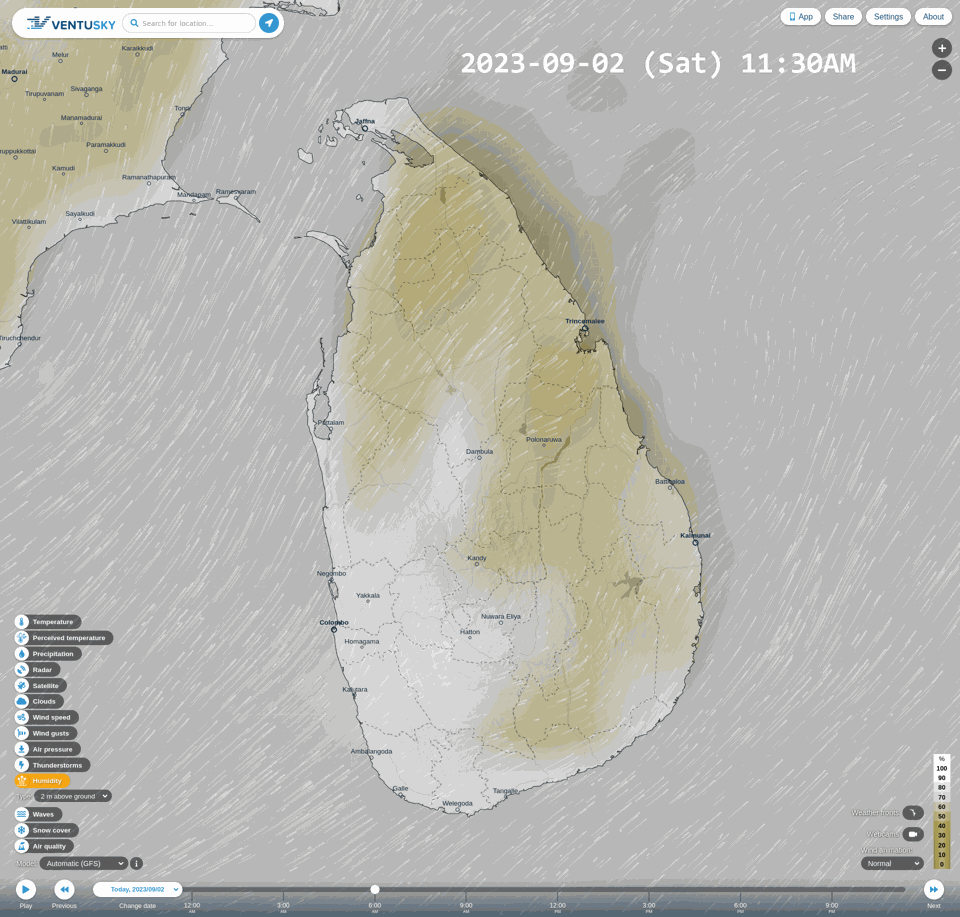 VENTUSKY
Search for location...
App
Share
Settings
About
+
−
2023-09-02 (Sat) 11:30AM
Melur
Karaikkudi
Madurai
Tirupuvanam
Sivaganga
Manamadurai
Tondi
Paramakkudi
ruppukkottai
Kamudi
Ramanathapuram
Mandapam
Rameswaram
Sayalkudi
Vilattikulam
Tiruchchendur
Jaffna
Trincomalee
Puttalam
Dambula
Polonaruwa
Batticaloa
Kalmunai
Kandy
Negombo
Yakkala
Nuwara Eliya
Colombo
Hatton
Homagama
Kalutara
Ambalangoda
Galle
Tangalle
Welegoda
Temperature
Perceived temperature
Precipitation
Radar
Satellite
Clouds
Wind speed
Wind gusts
Air pressure
Thunderstorms
Humidity
Type: 2 m above ground
Waves
Snow cover
Air quality
Model: Automatic (GFS) i
%
100
90
80
70
60
50
40
30
20
10
0
Weather fronts
Webcams
Wind animation:
Normal
Play
Previous
Today, 2023/09/02
Change date
12:00 AM
3:00 AM
6:00 AM
9:00 AM
12:00 PM
3:00 PM
6:00 PM
9:00 PM
Next